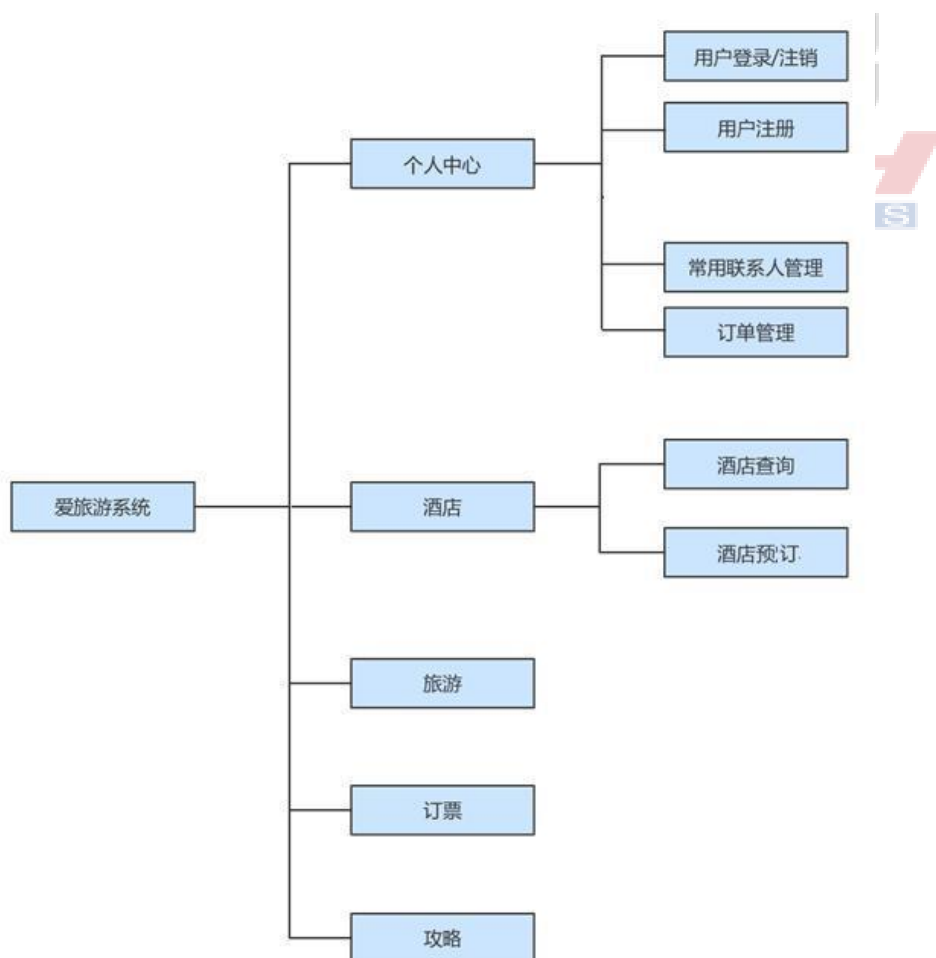 爱旅游系统
个人中心
用户登录/注销
用户注册
常用联系人管理
订单管理
酒店
酒店查询
酒店预订
旅游
订票
攻略
S